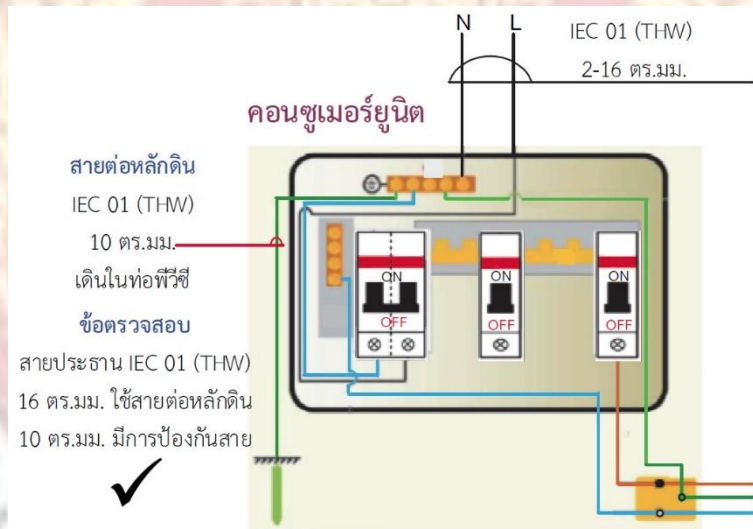 N L
IEC 01 (THW)
2-16 ตร.มม.
คอนซูเมอร์ยูนิต
สายต่อหลักดิน
IEC 01 (THW)
10 ตร.มม.
เดินในท่อพีวีซี
ข้อตรวจสอบ
สายประธาน IEC 01 (THW)
16 ตร.มม. ใช้สายต่อหลักดิน
10 ตร.มม. มีการป้องกันสาย
ON ON ON
OFF OFF OFF